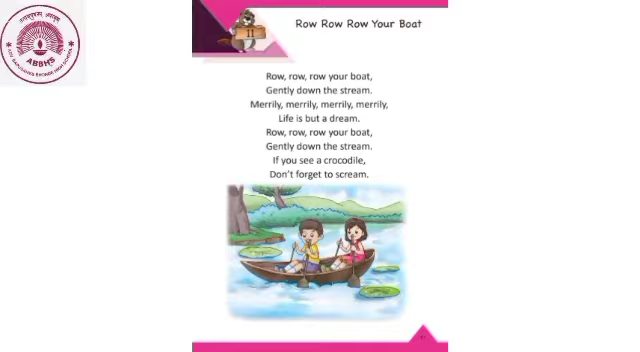 ABBHS
Row Row Row Your Boat
11
Row, row, row your boat,
Gently down the stream.
Merrily, merrily, merrily, merrily,
Life is but a dream.
Row, row, row your boat,
Gently down the stream.
If you see a crocodile,
Don't forget to scream.